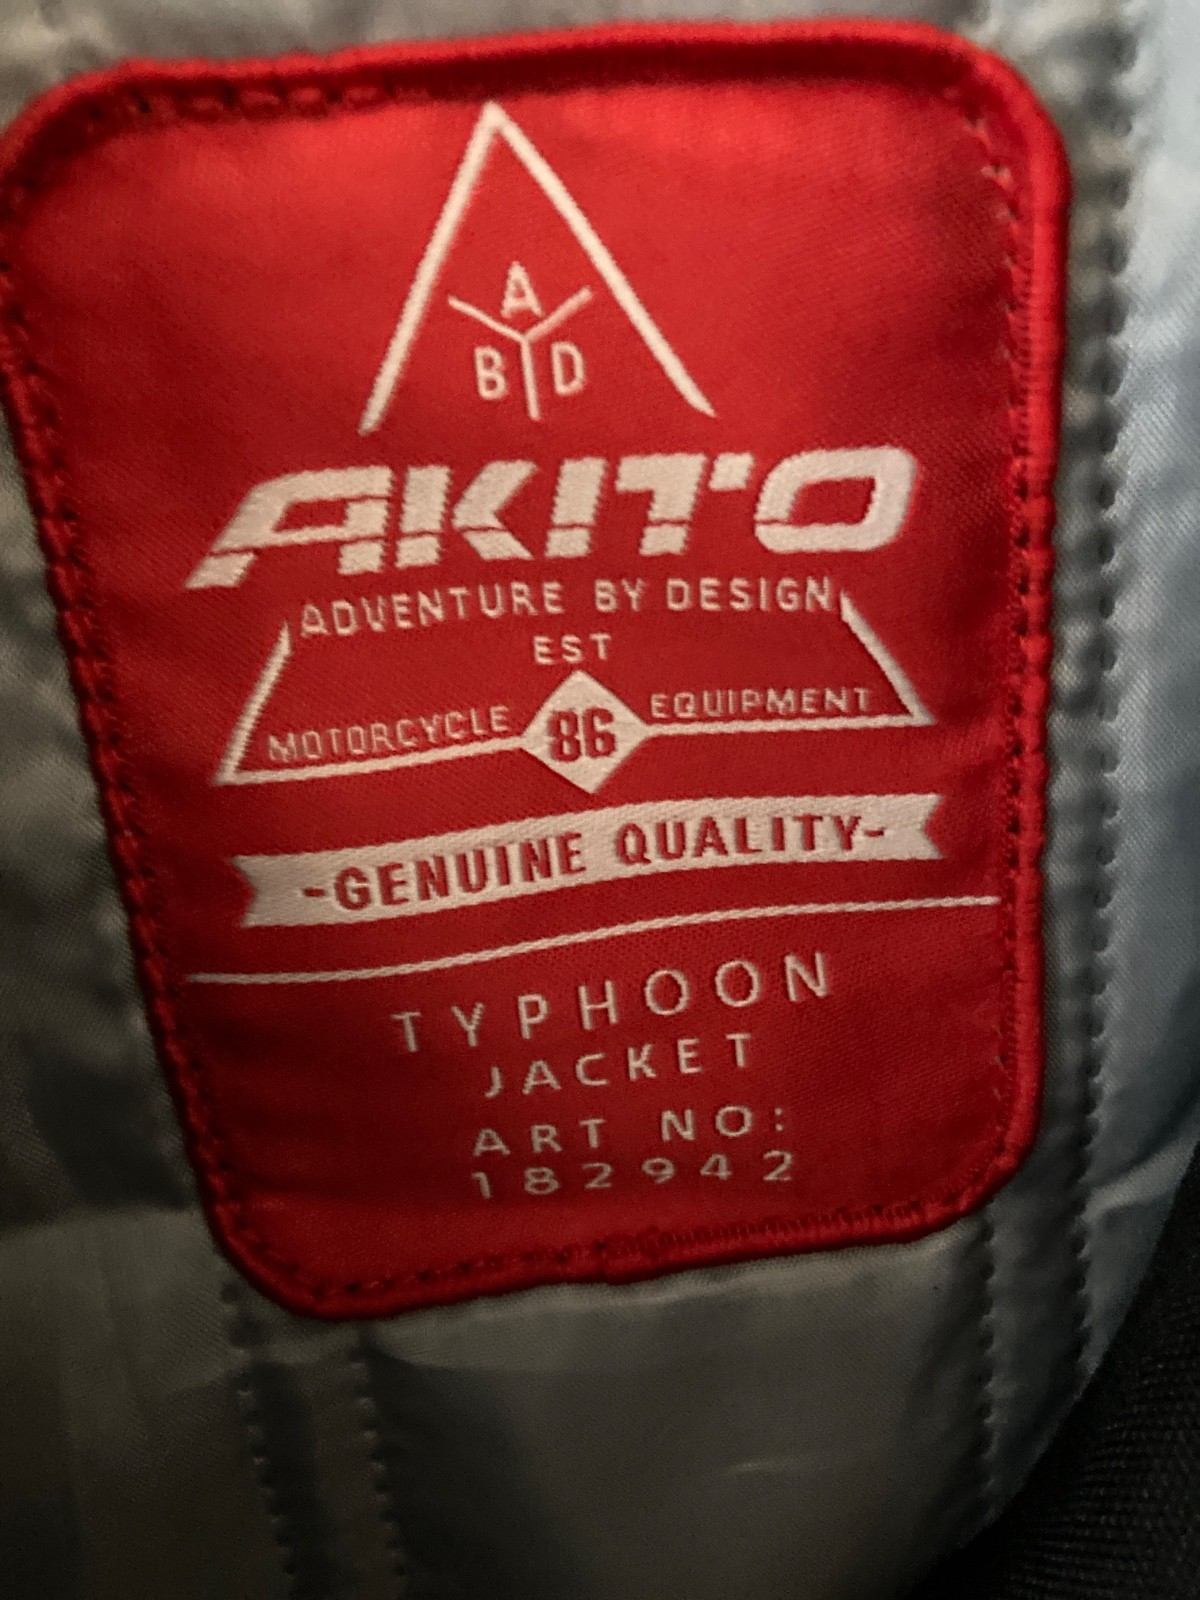 A
B D
AKITO
ADVENTURE BY DESIGN
EST
MOTORCYCLE 86 EQUIPMENT
-GENUINE QUALITY-
TYPHOON
JACKET
ART NO:
182942